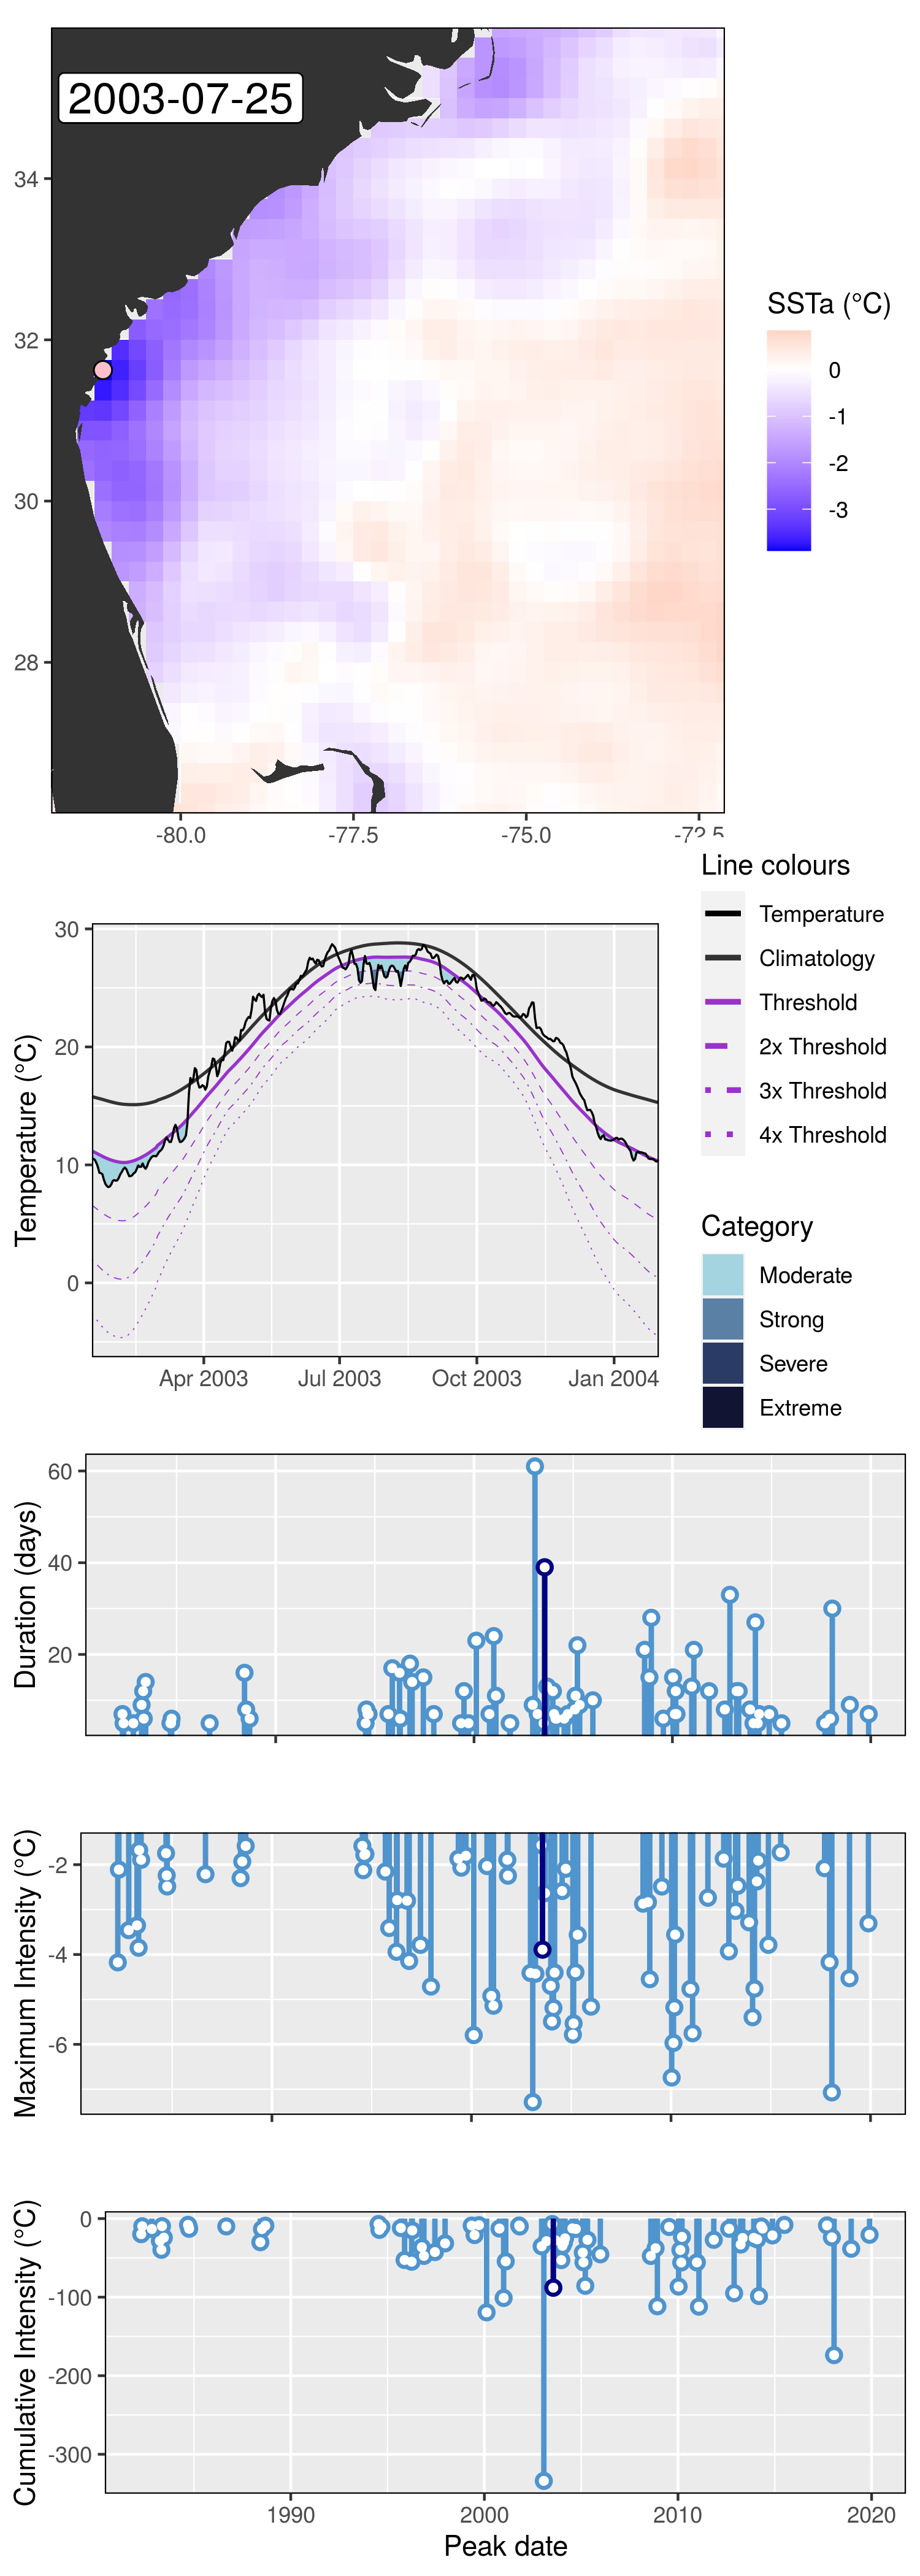 2003-07-25
34
32
30
28
-80.0
-77.5
-75.0
-72.5
SSTa (°C)
0
-1
-2
-3
Line colours
Temperature
Climatology
Threshold
2x Threshold
3x Threshold
4x Threshold
Category
Moderate
Strong
Severe
Extreme
Temperature (°C)
30
20
10
0
Apr 2003
Jul 2003
Oct 2003
Jan 2004
Duration (days)
60
40
20
Maximum Intensity (°C)
-2
-4
-6
Cumulative Intensity (°C)
0
-100
-200
-300
1990
2000
2010
2020
Peak date